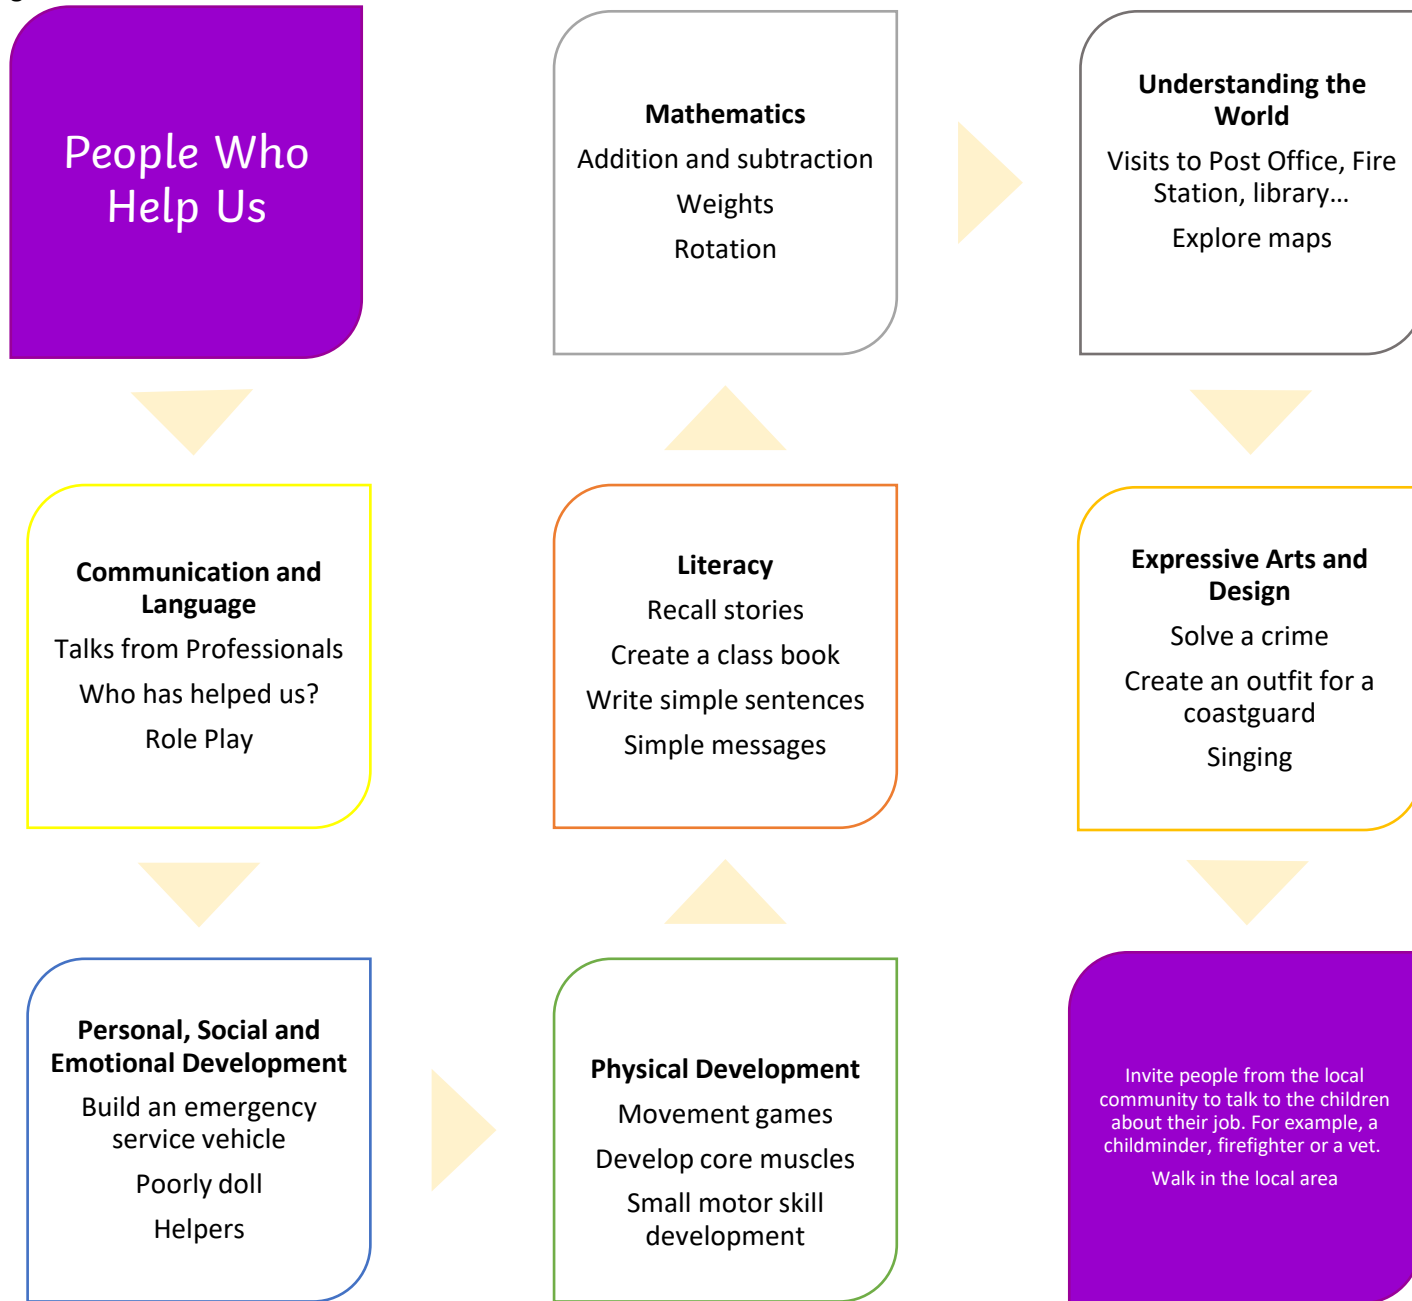 People Who
Help Us
Communication and
Language
Talks from Professionals
Who has helped us?
Role Play
Personal, Social and
Emotional Development
Build an emergency
service vehicle
Poorly doll
Helpers
Physical Development
Movement games
Develop core muscles
Small motor skill
development
Literacy
Recall stories
Create a class book
Write simple sentences
Simple messages
Mathematics
Addition and subtraction
Weights
Rotation
Understanding the
World
Visits to Post Office, Fire
Station, library…
Explore maps
Expressive Arts and
Design
Solve a crime
Create an outfit for a
coastguard
Singing
Invite people from the local
community to talk to the children
about their job. For example, a
childminder, firefighter or a vet.
Walk in the local area